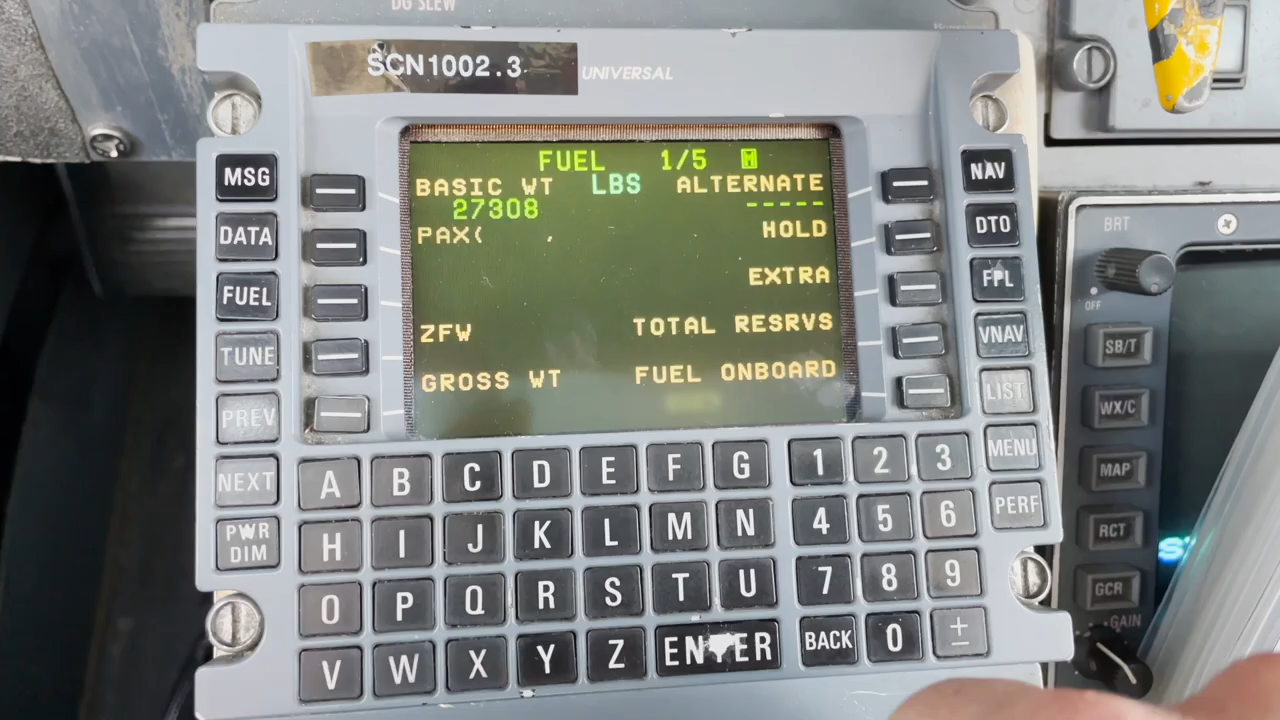 DG SLEW
SCN1002.3
UNIVERSAL
FUEL 1/5 M
BASIC WT LBS ALTERNATE
27308 -----
PAX( , HOLD
EXTRA
ZFW TOTAL RESRVS
GROSS WT FUEL ONBOARD
MSG
DATA
FUEL
TUNE
PREV
NEXT
PWR
DIM
NAV
DTO
FPL
VNAV
LIST
MENU
PERF
A B C D E F G 1 2 3
H I J K L M N 4 5 6
O P Q R S T U 7 8 9
V W X Y Z ENTER BACK 0 ±
BRT
OFF
SB/T
WX/C
MAP
RCT
GCR
GAIN